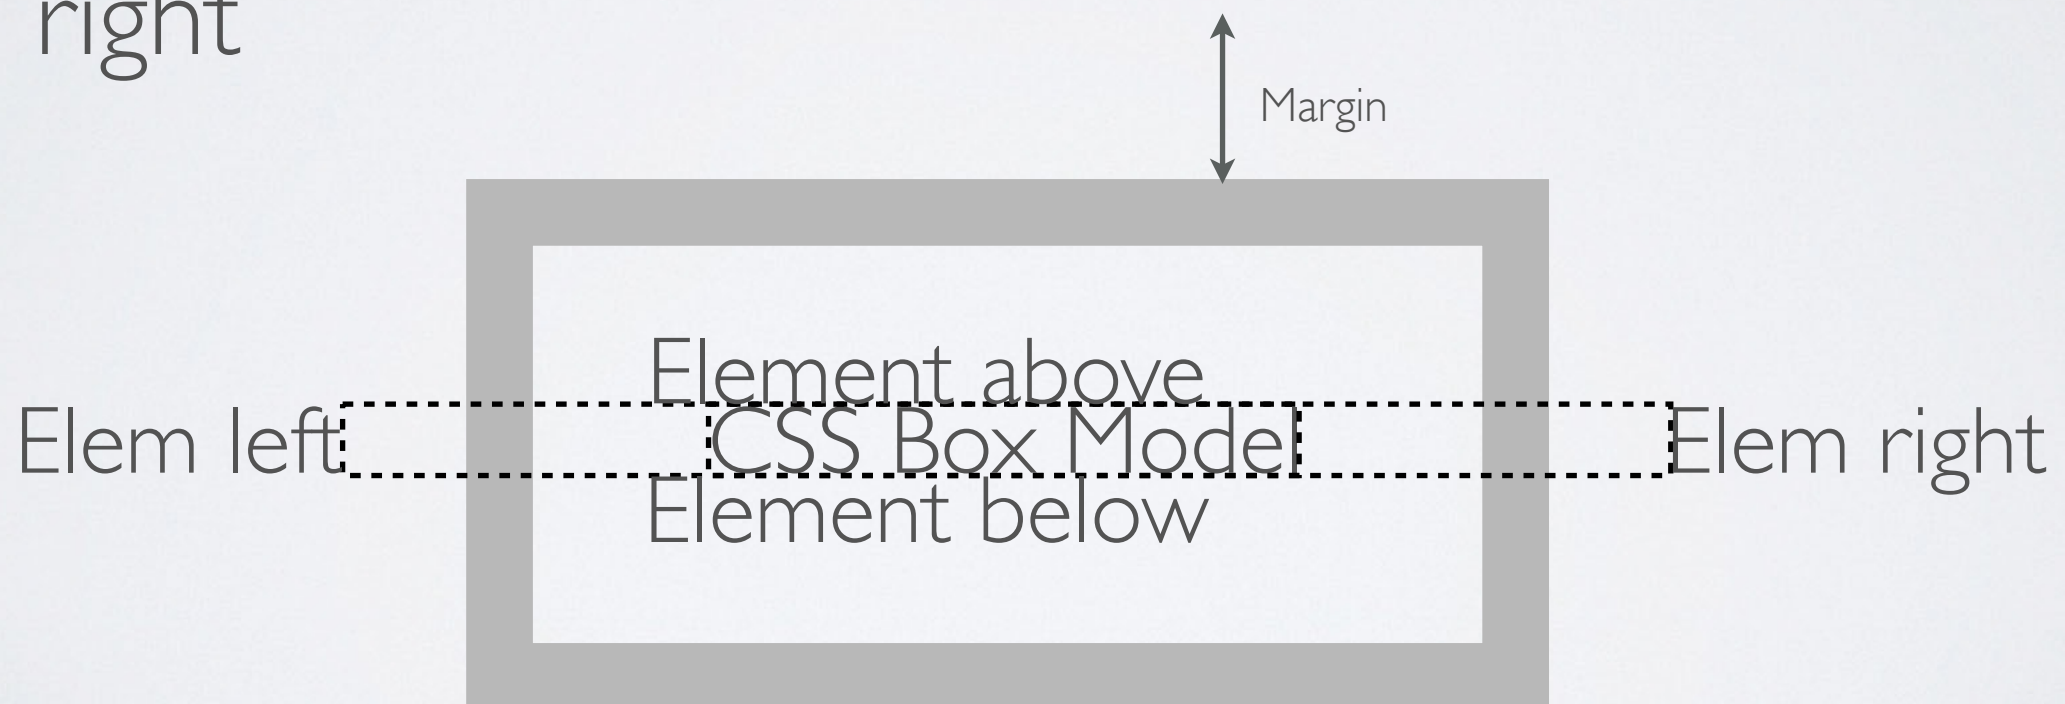 right
Margin
Element above
Elem left CSS Box Model Elem right
Element below